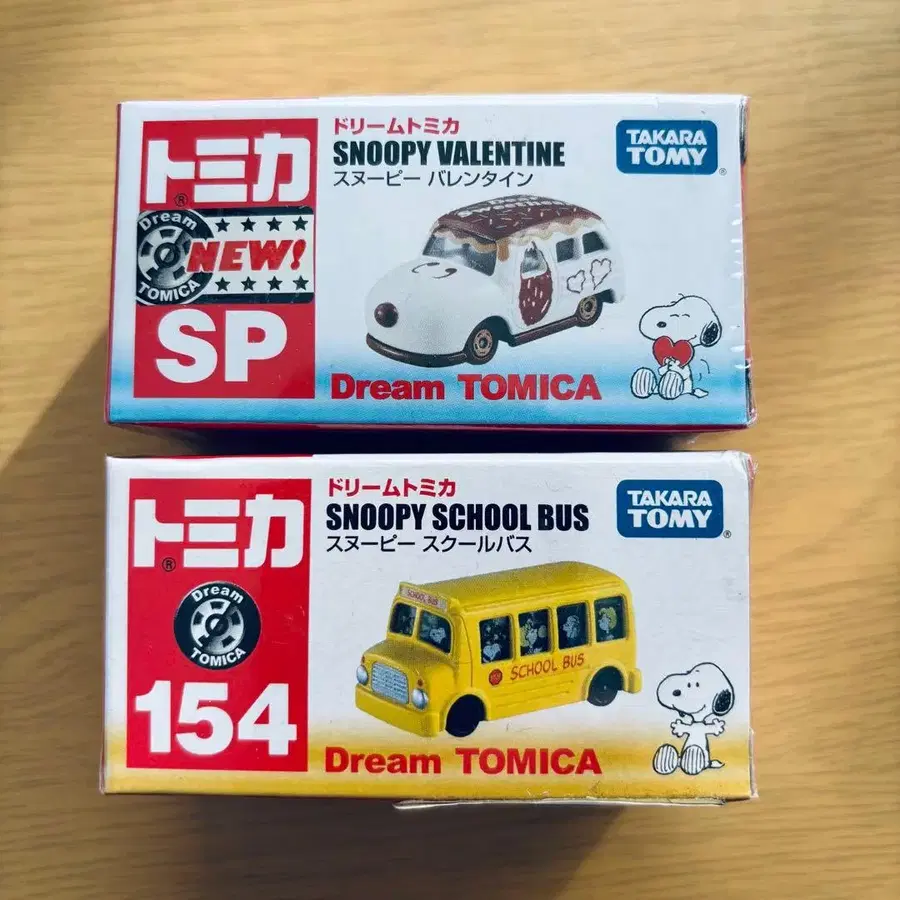 トミカ
®
Dream
TOMICA
NEW!
SP
ドリームトミカ
SNOOPY VALENTINE
スヌーピー バレンタイン
TAKARA
TOMY
®
Dream TOMICA
トミカ
®
Dream
TOMICA
154
ドリームトミカ
SNOOPY SCHOOL BUS
スヌーピー スクールバス
TAKARA
TOMY
®
SCHOOL BUS
SCHOOL BUS
Dream TOMICA